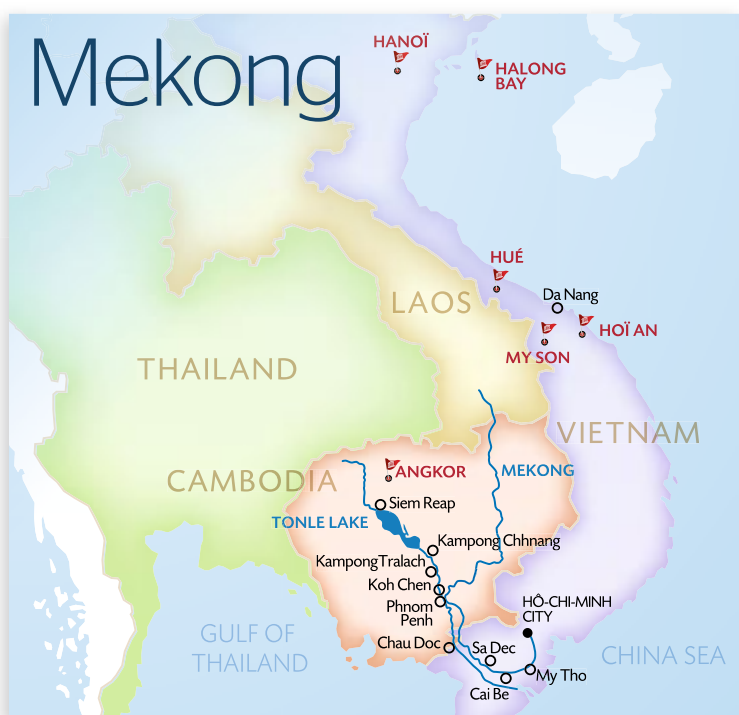 Mekong
HANOÏ
HALONG
BAY
HUÉ
Da Nang
LAOS
HOÏ AN
MY SON
THAILAND
VIETNAM
CAMBODIA
ANGKOR
MEKONG
Siem Reap
TONLE LAKE
Kampong Chhnang
Kampong Tralach
Koh Chen
Phnom
Penh
HÔ-CHI-MINH
CITY
GULF OF
THAILAND
Chau Doc
Sa Dec
CHINA SEA
My Tho
Cai Be